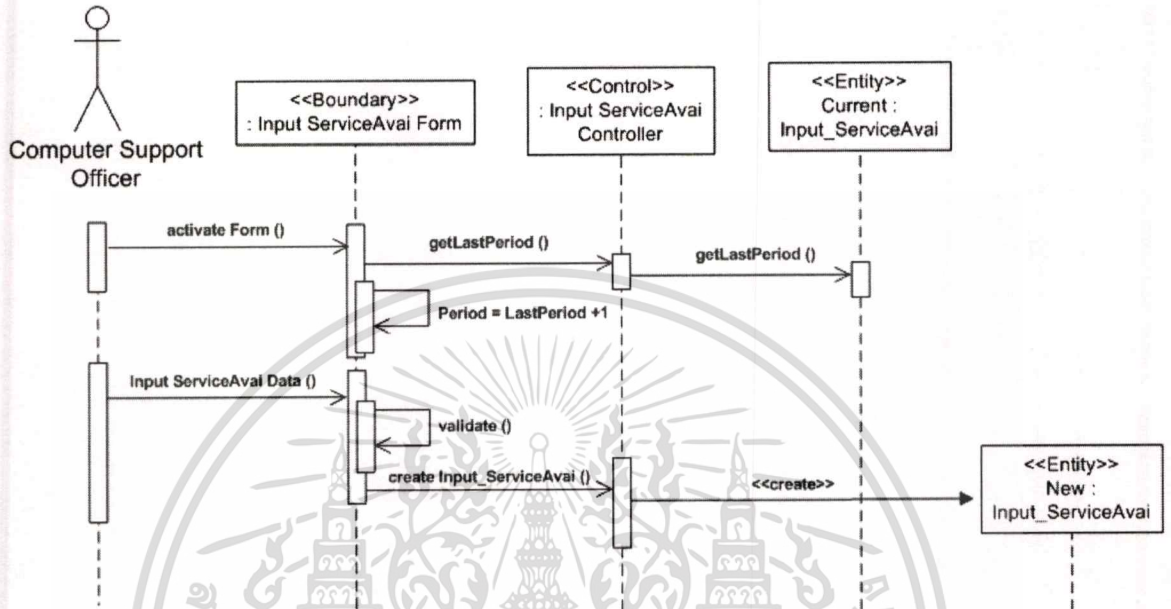 <<Boundary>>
: Input ServiceAvai Form
<<Control>>
: Input ServiceAvai
Controller
<<Entity>>
Current :
Input_ServiceAvai
Computer Support
Officer
activate Form ()
getLastPeriod ()
getLastPeriod ()
Period = LastPeriod +1
Input ServiceAvai Data ()
validate ()
create Input_ServiceAvai ()
<<create>>
<<Entity>>
New :
Input_ServiceAvai